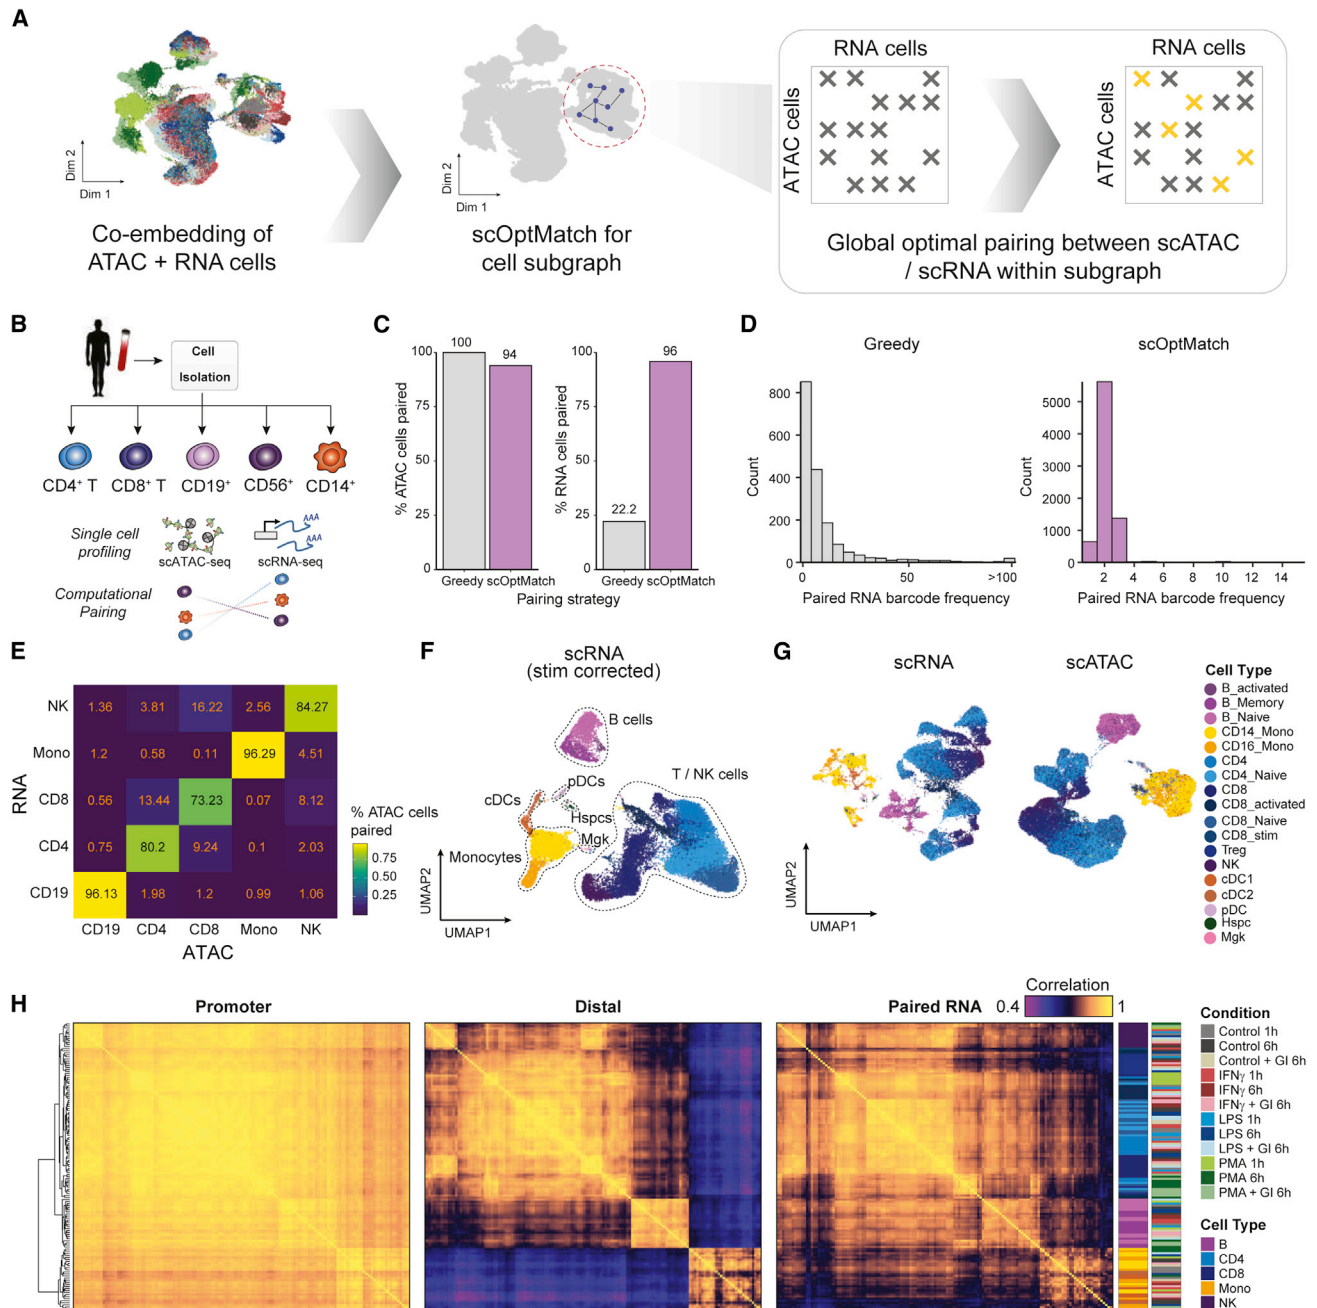 A
Dim 2
Dim 1
Co-embedding of
ATAC + RNA cells
Dim 2
Dim 1
scOptMatch for
cell subgraph
RNA cells
ATAC cells
RNA cells
ATAC cells
Global optimal pairing between scATAC
/ scRNA within subgraph
B
Cell
Isolation
CD4+ T
CD8+ T
CD19+
CD56+
CD14+
Single cell
profiling
AAA
AAA
scATAC-seq
scRNA-seq
Computational
Pairing
C
% ATAC cells paired
100
75
50
25
0
100
94
Greedy scOptMatch
% RNA cells paired
100
75
50
25
0
22.2
96
Greedy scOptMatch
Pairing strategy
D
Greedy
Count
800
600
400
200
0
0
50
>100
Paired RNA barcode frequency
scOptMatch
Count
5000
4000
3000
2000
1000
0
2
4
6
8
10
12
14
Paired RNA barcode frequency
E
RNA
NK
1.36
3.81
16.22
2.56
84.27
Mono
1.2
0.58
0.11
96.29
4.51
CD8
0.56
13.44
73.23
0.07
8.12
CD4
0.75
80.2
9.24
0.1
2.03
CD19
96.13
1.98
1.2
0.99
1.06
CD19
CD4
CD8
Mono
NK
ATAC
% ATAC cells
paired
0.75
0.50
0.25
F
scRNA
(stim corrected)
B cells
pDCs
T / NK cells
cDCs
Hspcs
Mgk
Monocytes
UMAP2
UMAP1
G
scRNA
scATAC
UMAP2
UMAP1
Cell Type
B_activated
B_Memory
B_Naive
CD14_Mono
CD16_Mono
CD4
CD4_Naive
CD8
CD8_activated
CD8_Naive
CD8_stim
Treg
NK
cDC1
cDC2
pDC
Hspc
Mgk
H
Promoter
Distal
Paired RNA
Correlation
0.4
1
Condition
Control 1h
Control 6h
Control + GI 6h
IFNγ 1h
IFNγ 6h
IFNγ + GI 6h
LPS 1h
LPS 6h
LPS + GI 6h
PMA 1h
PMA 6h
PMA + GI 6h
Cell Type
B
CD4
CD8
Mono
NK